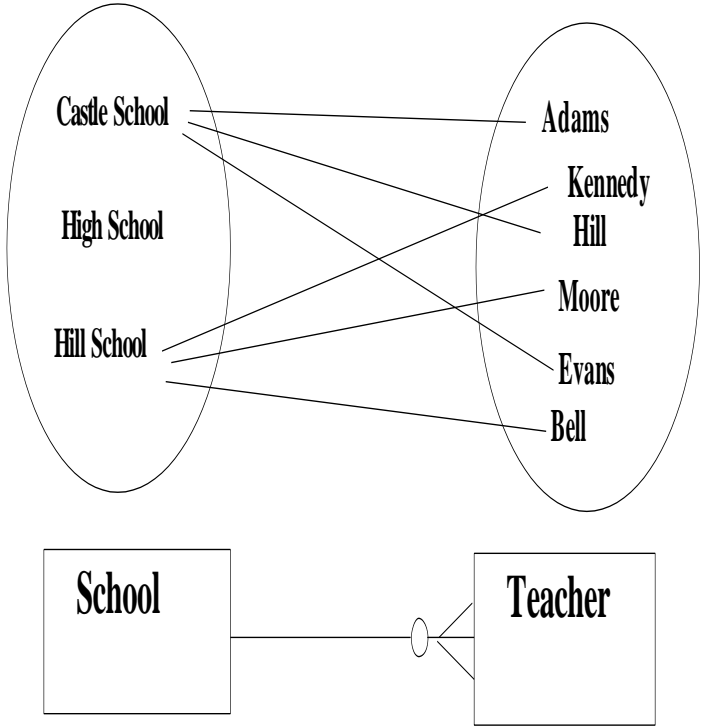 Castle School
High School
Hill School
Adams
Kennedy
Hill
Moore
Evans
Bell
School
Teacher